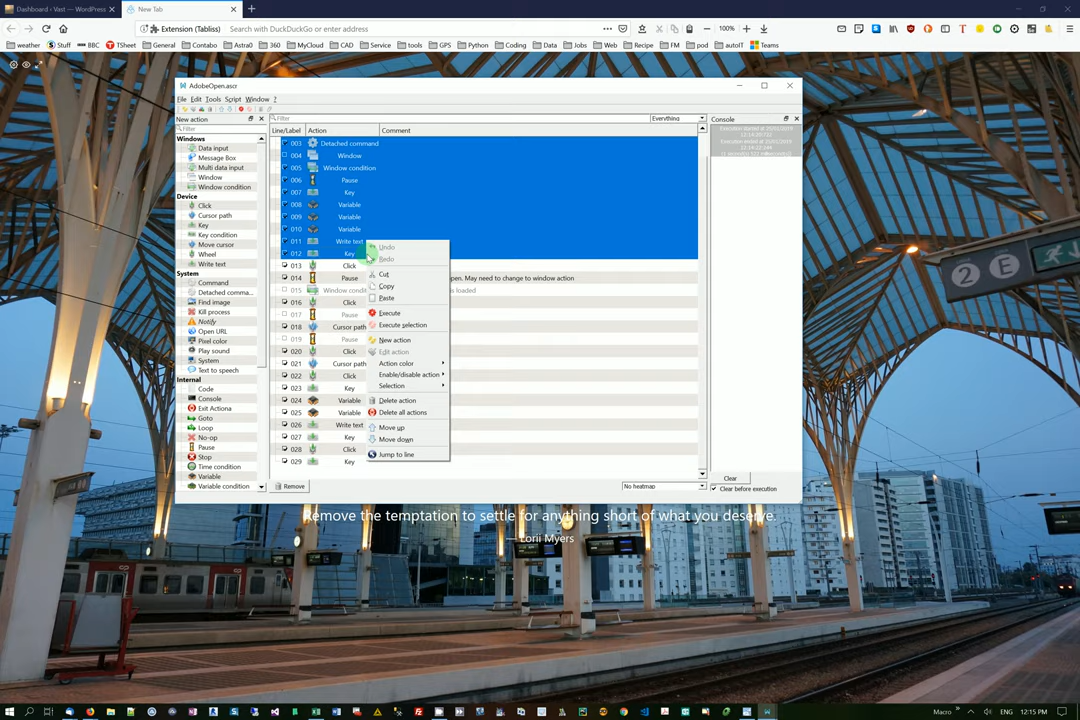 Dashboard ‹ Vast — WordPress
New Tab
Extension (Tabliss)
Search with DuckDuckGo or enter address
100%
weather
Stuff
BBC
TSheet
General
Contabo
Astra0
360
MyCloud
CAD
Service
tools
GPS
Python
Coding
Data
Jobs
Web
Recipe
FM
pod
autoIT
Teams
AdobeOpen.ascr
File Edit Tools Script Window ?
New action
Filter
Filter
Everything
Console
Windows
Data input
Message Box
Multi data input
Window
Window condition
Device
Click
Cursor path
Key
Key condition
Move cursor
Wheel
Write text
System
Command
Detached comma...
Find image
Kill process
Notify
Open URL
Pixel color
Play sound
System
Text to speech
Internal
Code
Console
Exit Actiona
Goto
Loop
No-op
Pause
Stop
Time condition
Variable
Variable condition
Line/Label Action Comment
003 Detached command
004 Window
005 Window condition
006 Pause
007 Key
008 Variable
009 Variable
010 Variable
011 Write text
012 Key
013 Click
014 Pause open. May need to change to window action
015 Window condi
016 Click
017 Pause
018 Cursor path
019 Pause
020 Click
021 Cursor path
022 Click
023 Key
024 Variable
025 Variable
026 Write text
027 Key
028 Click
029 Key
Undo
Redo
Cut
Copy
Paste
Execute
Execute selection
New action
Edit action
Action color
Enable/disable action
Selection
Delete action
Delete all actions
Move up
Move down
Jump to line
Remove
No heatmap
Clear
Clear before execution
Remove the temptation to settle for anything short of what you deserve.
— Lorii Myers
2 E
Macro
ENG
12:15 PM